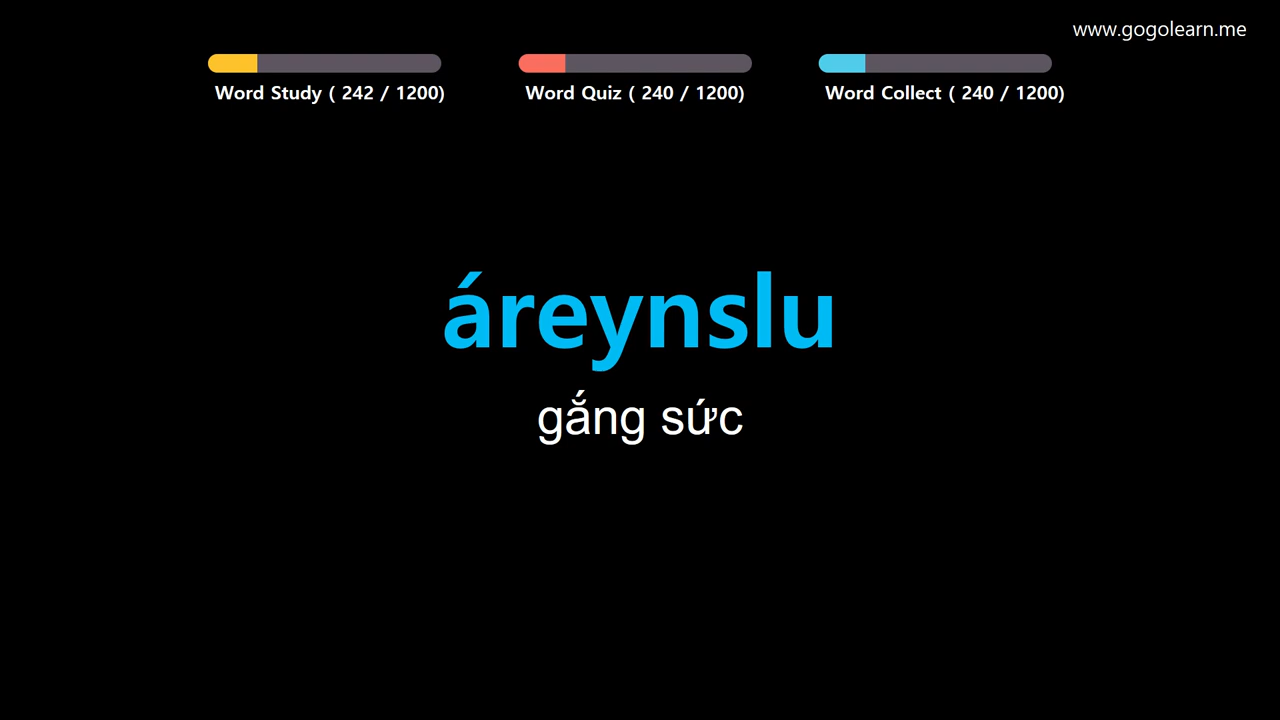 www.gogolearn.me
Word Study ( 242 / 1200)
Word Quiz ( 240 / 1200)
Word Collect ( 240 / 1200)
áreynslu
gắng sức